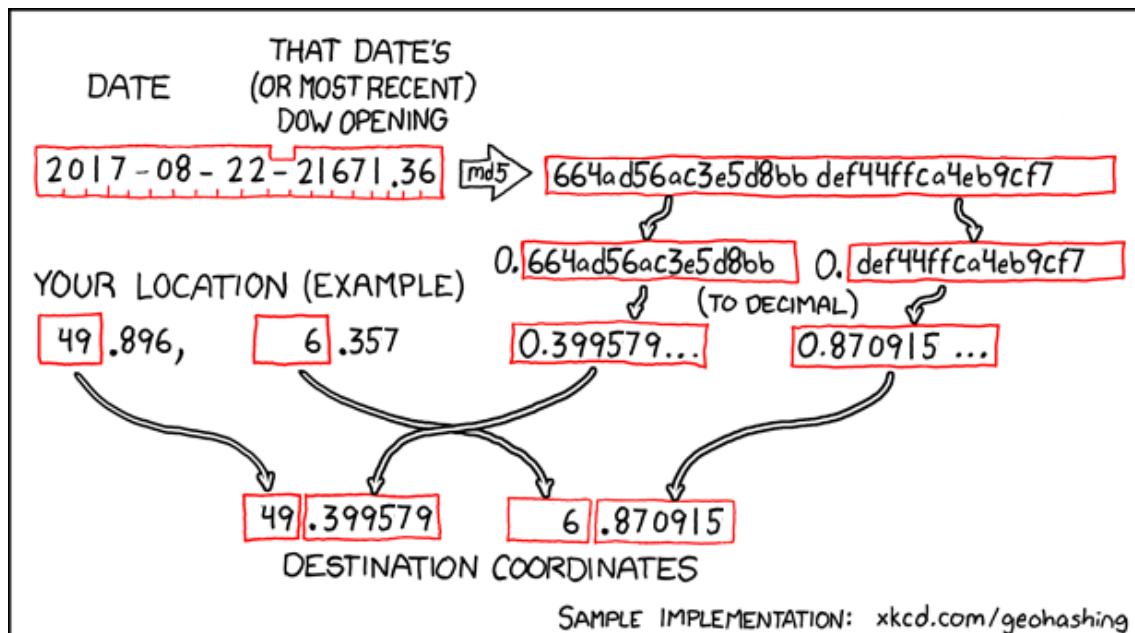 DATE
THAT DATE'S
(OR MOST RECENT)
DOW OPENING
2017-08-22-21671.36
md5
664ad56ac3e5d8bb def44ffca4eb9cf7
0.664ad56ac3e5d8bb
0.def44ffca4eb9cf7
(TO DECIMAL)
0.399579...
0.870915 ...
YOUR LOCATION (EXAMPLE)
49.896, 6.357
49.399579 6.870915
DESTINATION COORDINATES
SAMPLE IMPLEMENTATION: xkcd.com/geohashing